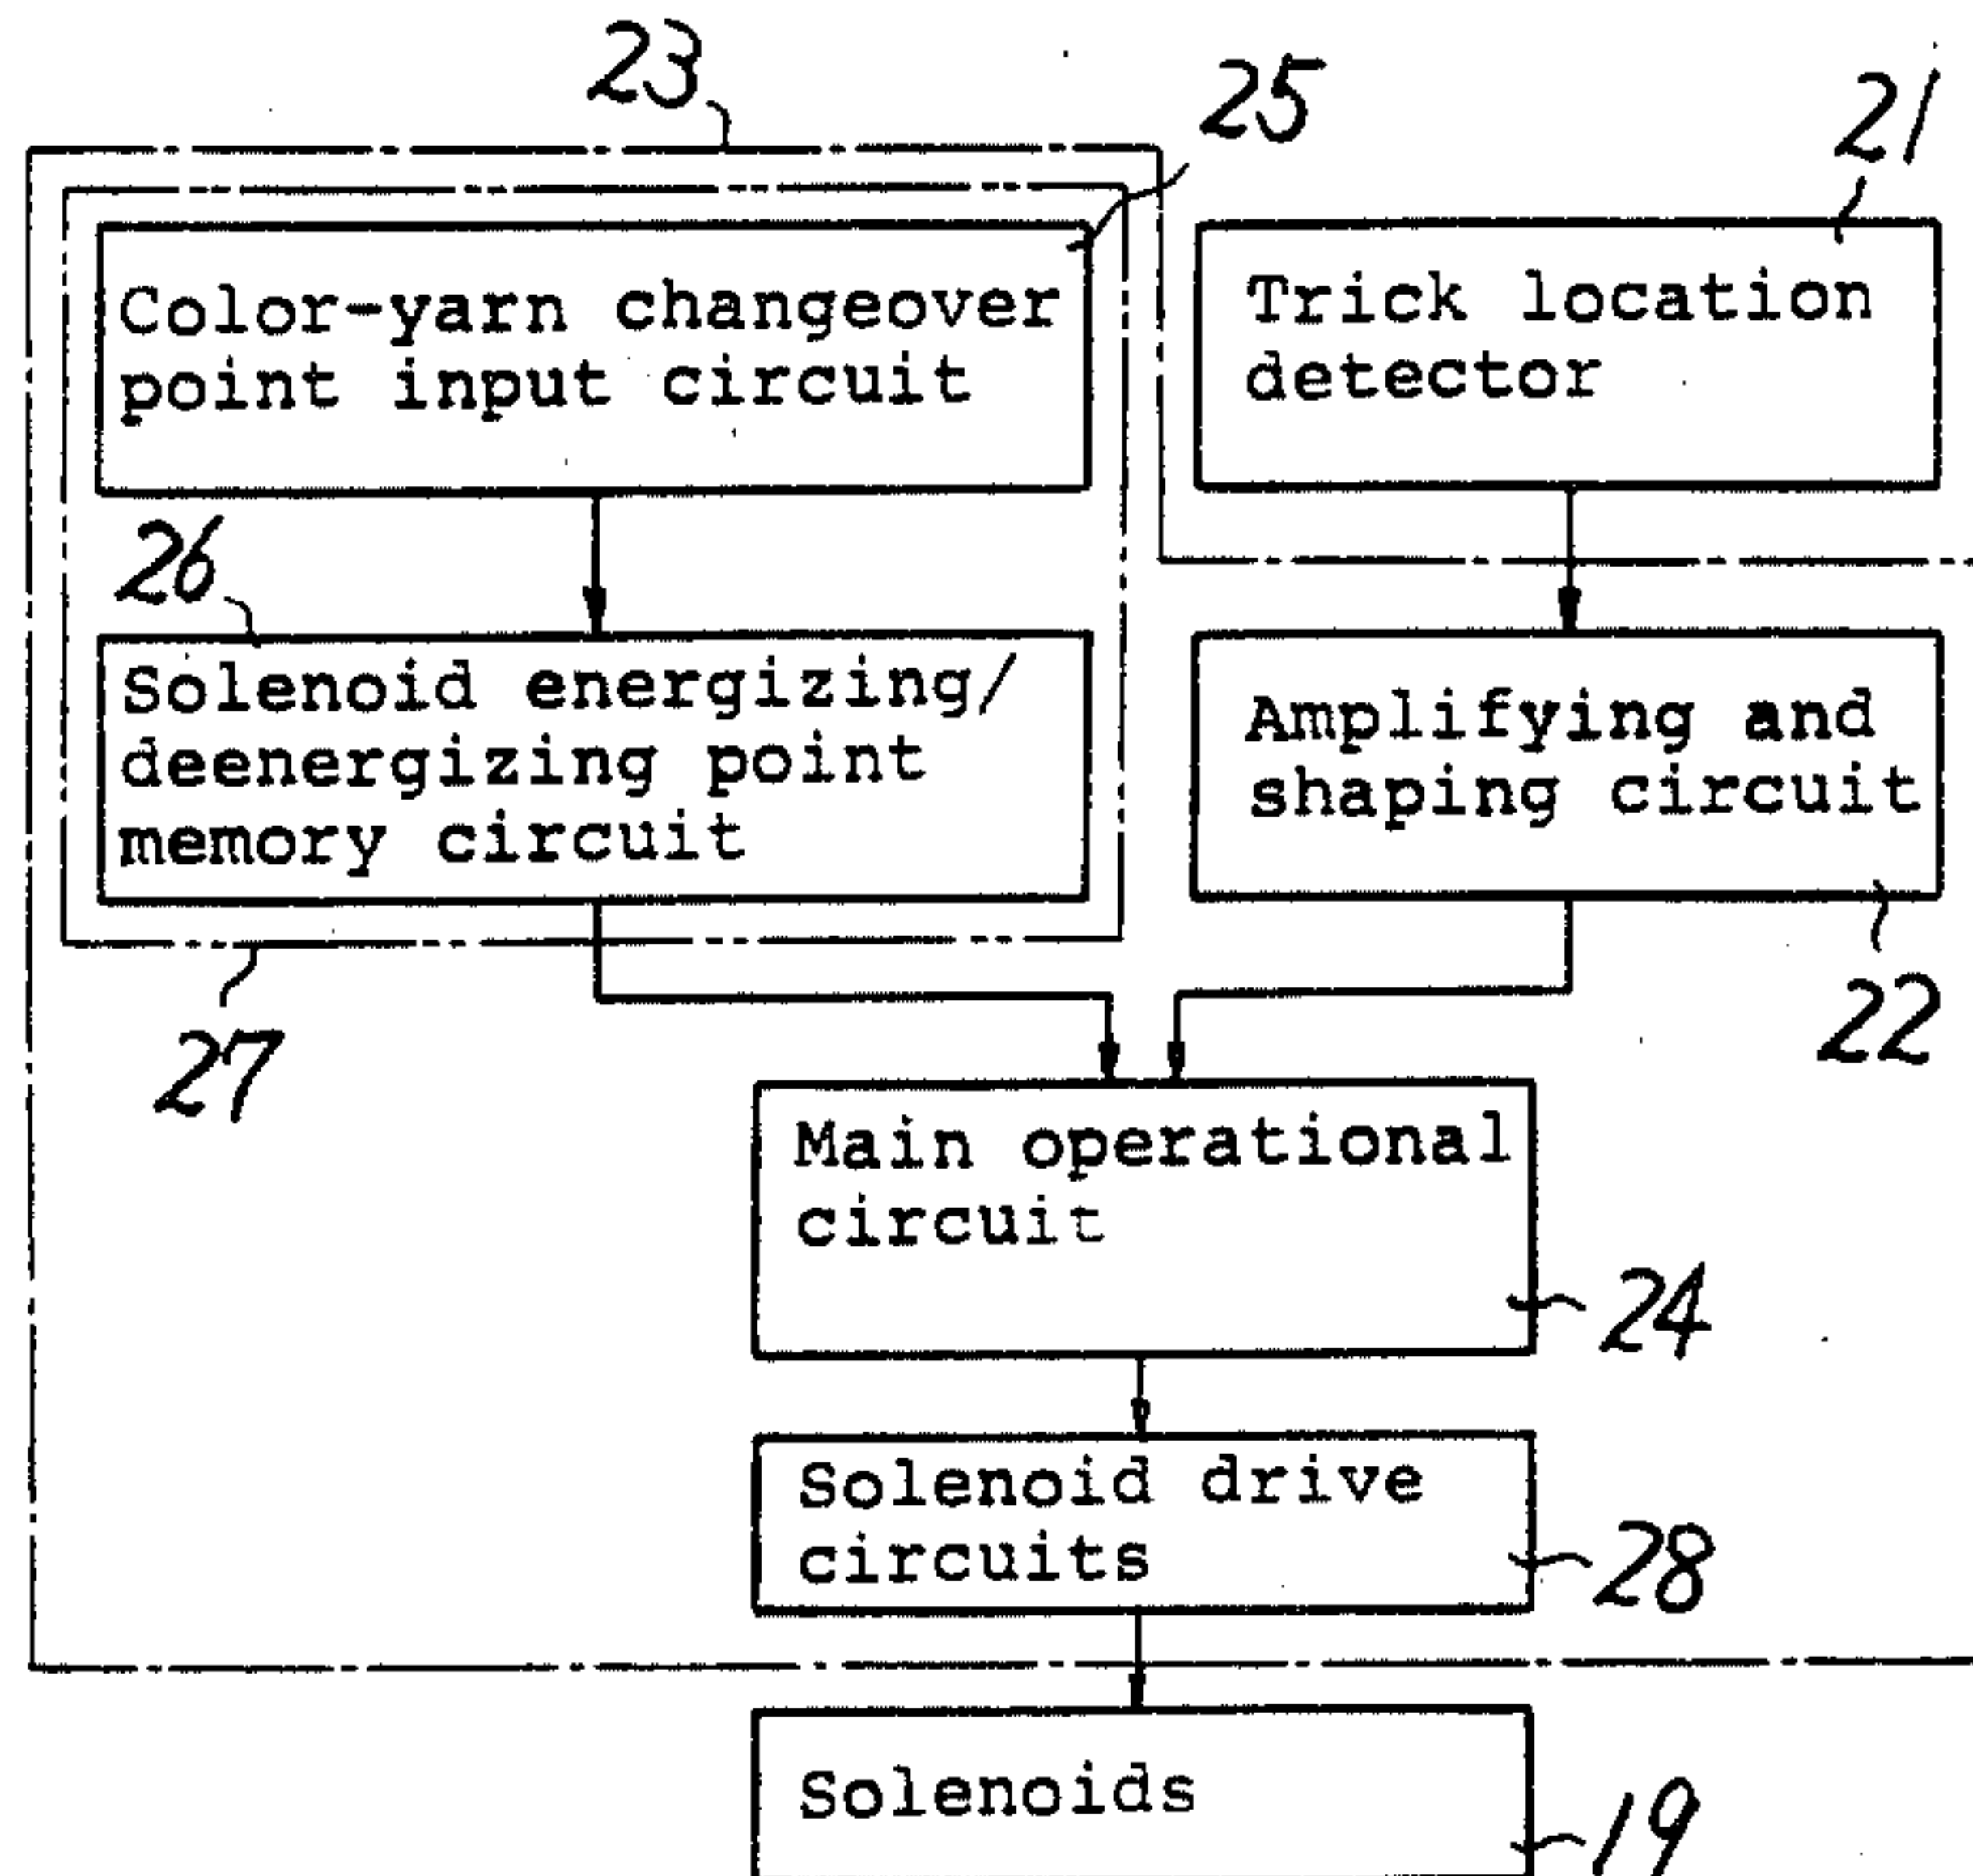 23
25
21
Color-yarn changeover
point input circuit
Trick location
detector
26
Solenoid energizing/
deenergizing point
memory circuit
Amplifying and
shaping circuit
27
22
Main operational
circuit
24
Solenoid drive
circuits
28
Solenoids
19